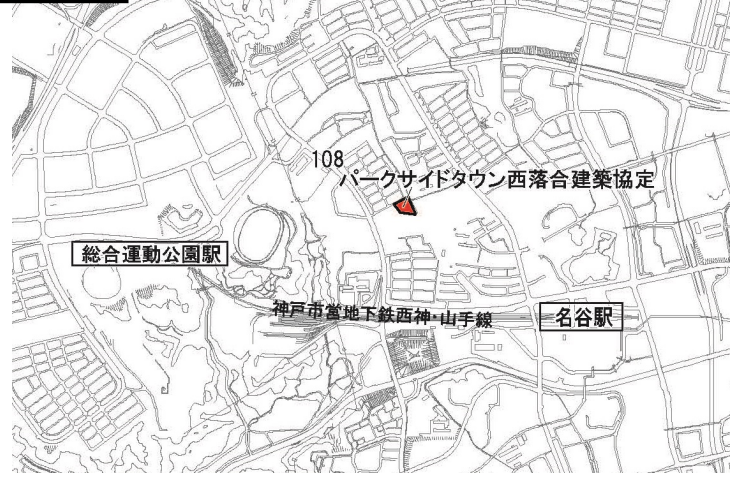 108
パークサイドタウン西落合建築協定
総合運動公園駅
神戸市営地下鉄西神・山手線
名谷駅